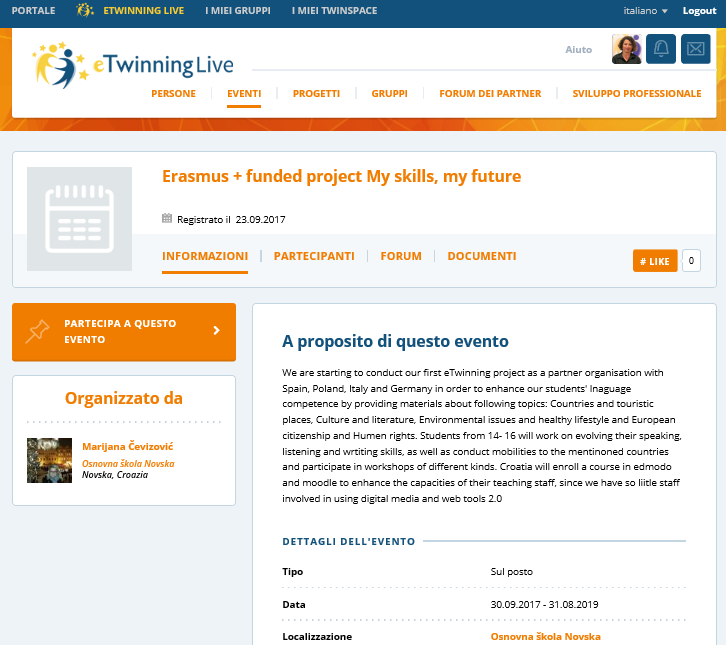 PORTALE ETWINNING LIVE I MIEI GRUPPI I MIEI TWINSPACE italiano Logout
eTwinning Live
Aiuto
PERSONE EVENTI PROGETTI GRUPPI FORUM DEI PARTNER SVILUPPO PROFESSIONALE
Erasmus + funded project My skills, my future
Registrato il 23.09.2017
INFORMAZIONI PARTECIPANTI FORUM DOCUMENTI
# LIKE 0
PARTECIPA A QUESTO
EVENTO
Organizzato da
Marijana Čevizović
Osnovna škola Novska
Novska, Croazia
A proposito di questo evento
We are starting to conduct our first eTwinning project as a partner organisation with
Spain, Poland, Italy and Germany in order to enhance our students' lnaguage
competence by providing materials about following topics: Countries and touristic
places, Culture and literature, Environmental issues and healthy lifestyle and European
citizenship and Humen rights. Students from 14- 16 will work on evolving their speaking,
listening and wrtiting skills, as well as conduct mobilities to the mentinoned countries
and participate in workshops of different kinds. Croatia will enroll a course in edmodo
and moodle to enhance the capacities of their teaching staff, since we have so liitle staff
involved in using digital media and web tools 2.0
DETTAGLI DELL'EVENTO
Tipo Sul posto
Data 30.09.2017 - 31.08.2019
Localizzazione Osnovna škola Novska